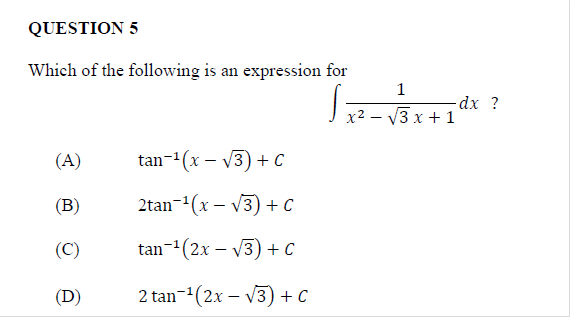 QUESTION 5
Which of the following is an expression for
∫ 1 / (x² − √3 x + 1) dx ?
(A) tan⁻¹(x − √3) + C
(B) 2tan⁻¹(x − √3) + C
(C) tan⁻¹(2x − √3) + C
(D) 2 tan⁻¹(2x − √3) + C